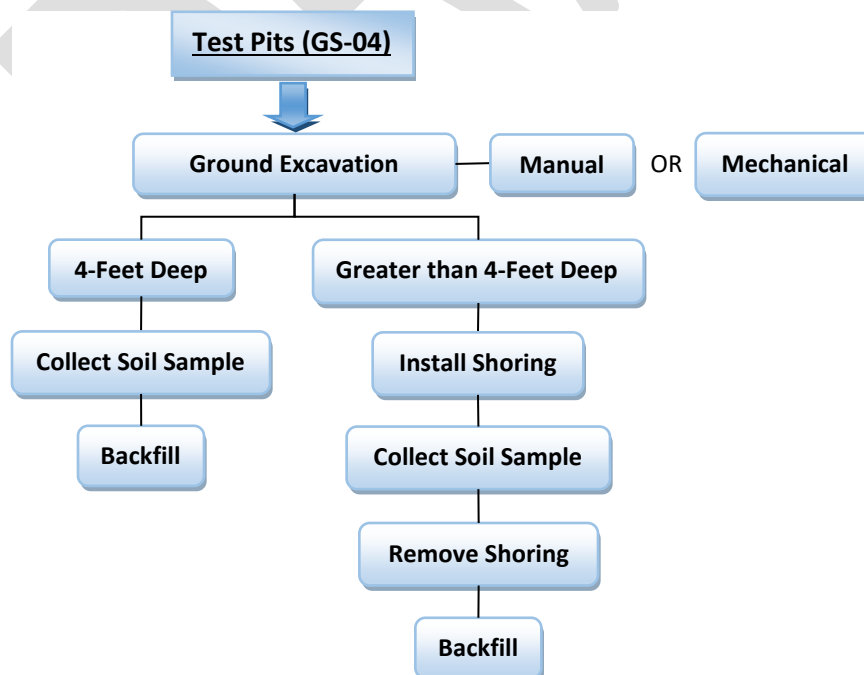 Test Pits (GS-04)
Ground Excavation
Manual
OR
Mechanical
4-Feet Deep
Greater than 4-Feet Deep
Collect Soil Sample
Install Shoring
Backfill
Collect Soil Sample
Remove Shoring
Backfill